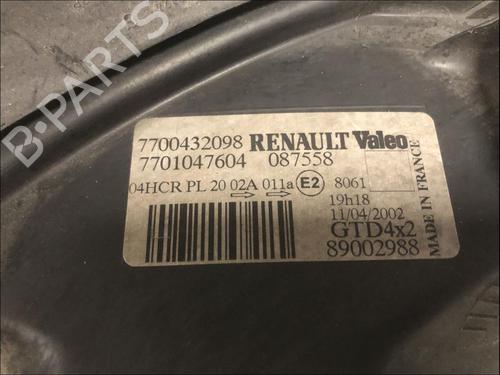 7700432098 RENAULT Valeo
7701047604 087558
04HCR PL 20 02A 011a E2 8061
19h18
11/04/2002
GTD4x2
89002988
MADE IN FRANCE
B-PARTS